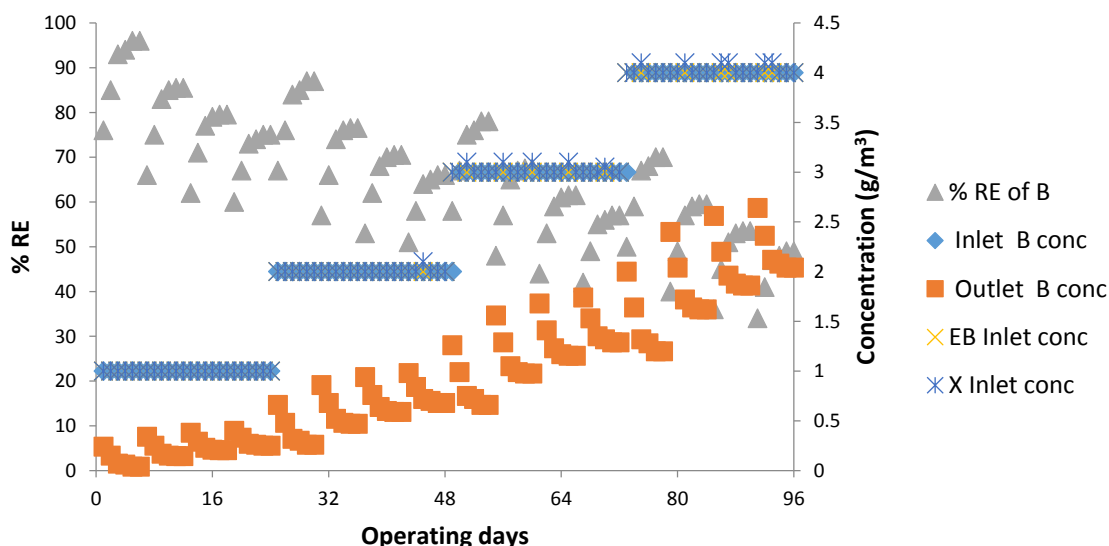 100
90
80
70
60
50
40
30
20
10
0
% RE
4.5
4
3.5
3
2.5
2
1.5
1
0.5
0
Concentration (g/m³)
0 16 32 48 64 80 96
Operating days
% RE of B
Inlet B conc
Outlet B conc
EB Inlet conc
X Inlet conc